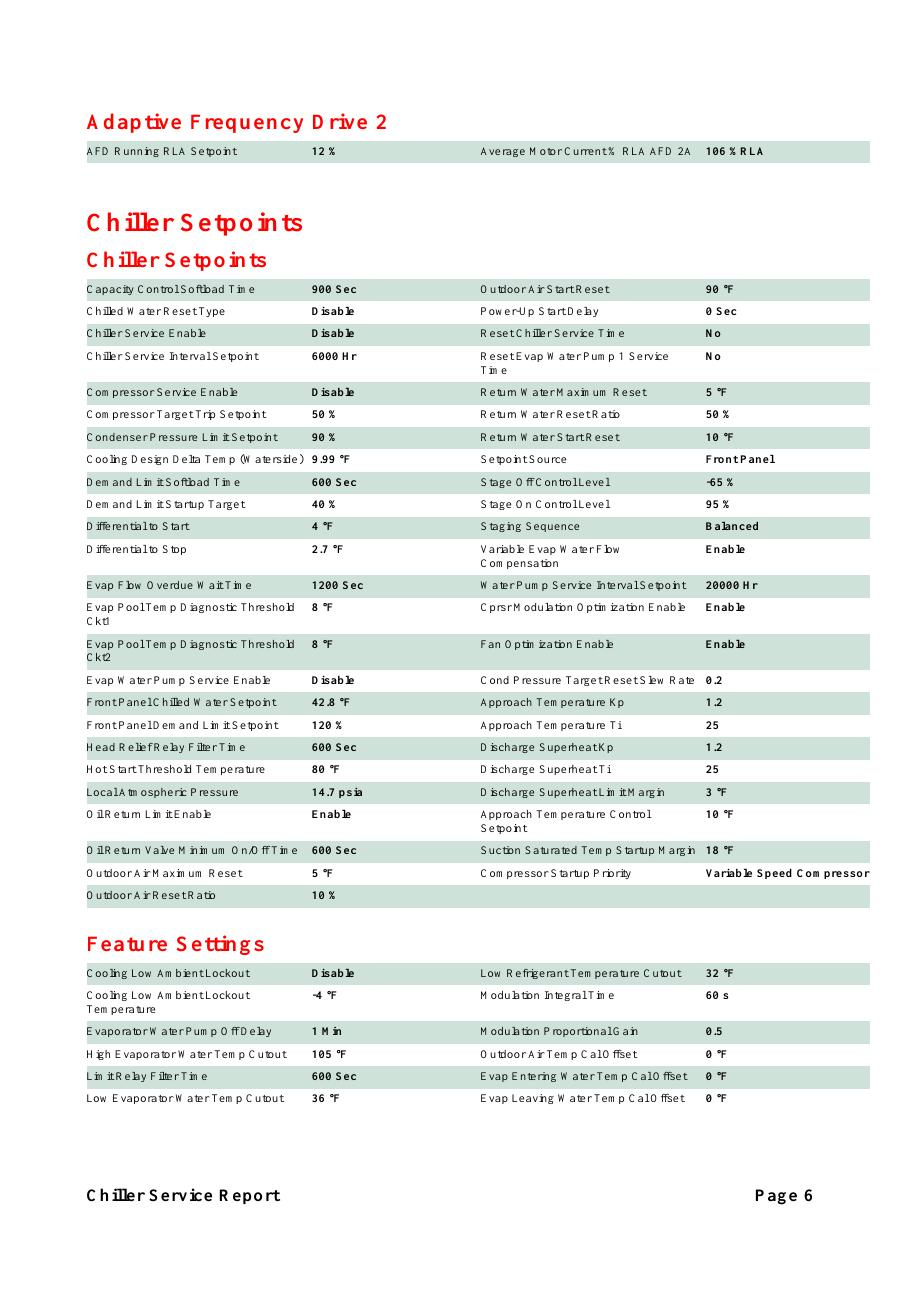 Adaptive Frequency Drive 2
AFD Running RLA Setpoint 12 % Average Motor Current % RLA AFD 2A 106 % RLA
Chiller Setpoints
Chiller Setpoints
Capacity Control Softload Time 900 Sec Outdoor Air Start Reset 90 °F
Chilled Water Reset Type Disable Power-Up Start Delay 0 Sec
Chiller Service Enable Disable Reset Chiller Service Time No
Chiller Service Interval Setpoint 6000 Hr Reset Evap Water Pump 1 Service No
Time
Compressor Service Enable Disable Return Water Maximum Reset 5 °F
Compressor Target Trip Setpoint 50 % Return Water Reset Ratio 50 %
Condenser Pressure Limit Setpoint 90 % Return Water Start Reset 10 °F
Cooling Design Delta Temp (Waterside) 9.99 °F Setpoint Source Front Panel
Demand Limit Softload Time 600 Sec Stage Off Control Level -65 %
Demand Limit Startup Target 40 % Stage On Control Level 95 %
Differential to Start 4 °F Staging Sequence Balanced
Differential to Stop 2.7 °F Variable Evap Water Flow Enable
Compensation
Evap Flow Overdue Wait Time 1200 Sec Water Pump Service Interval Setpoint 20000 Hr
Evap Pool Temp Diagnostic Threshold 8 °F Cprsr Modulation Optimization Enable Enable
Ckt1
Evap Pool Temp Diagnostic Threshold 8 °F Fan Optimization Enable Enable
Ckt2
Evap Water Pump Service Enable Disable Cond Pressure Target Reset Slew Rate 0.2
Front Panel Chilled Water Setpoint 42.8 °F Approach Temperature Kp 1.2
Front Panel Demand Limit Setpoint 120 % Approach Temperature Ti 25
Head Relief Relay Filter Time 600 Sec Discharge Superheat Kp 1.2
Hot Start Threshold Temperature 80 °F Discharge Superheat Ti 25
Local Atmospheric Pressure 14.7 psia Discharge Superheat Limit Margin 3 °F
Oil Return Limit Enable Enable Approach Temperature Control 10 °F
Setpoint
Oil Return Valve Minimum On/Off Time 600 Sec Suction Saturated Temp Startup Margin 18 °F
Outdoor Air Maximum Reset 5 °F Compressor Startup Priority Variable Speed Compressor
Outdoor Air Reset Ratio 10 %
Feature Settings
Cooling Low Ambient Lockout Disable Low Refrigerant Temperature Cutout 32 °F
Cooling Low Ambient Lockout -4 °F Modulation Integral Time 60 s
Temperature
Evaporator Water Pump Off Delay 1 Min Modulation Proportional Gain 0.5
High Evaporator Water Temp Cutout 105 °F Outdoor Air Temp Cal Offset 0 °F
Limit Relay Filter Time 600 Sec Evap Entering Water Temp Cal Offset 0 °F
Low Evaporator Water Temp Cutout 36 °F Evap Leaving Water Temp Cal Offset 0 °F
Chiller Service Report Page 6